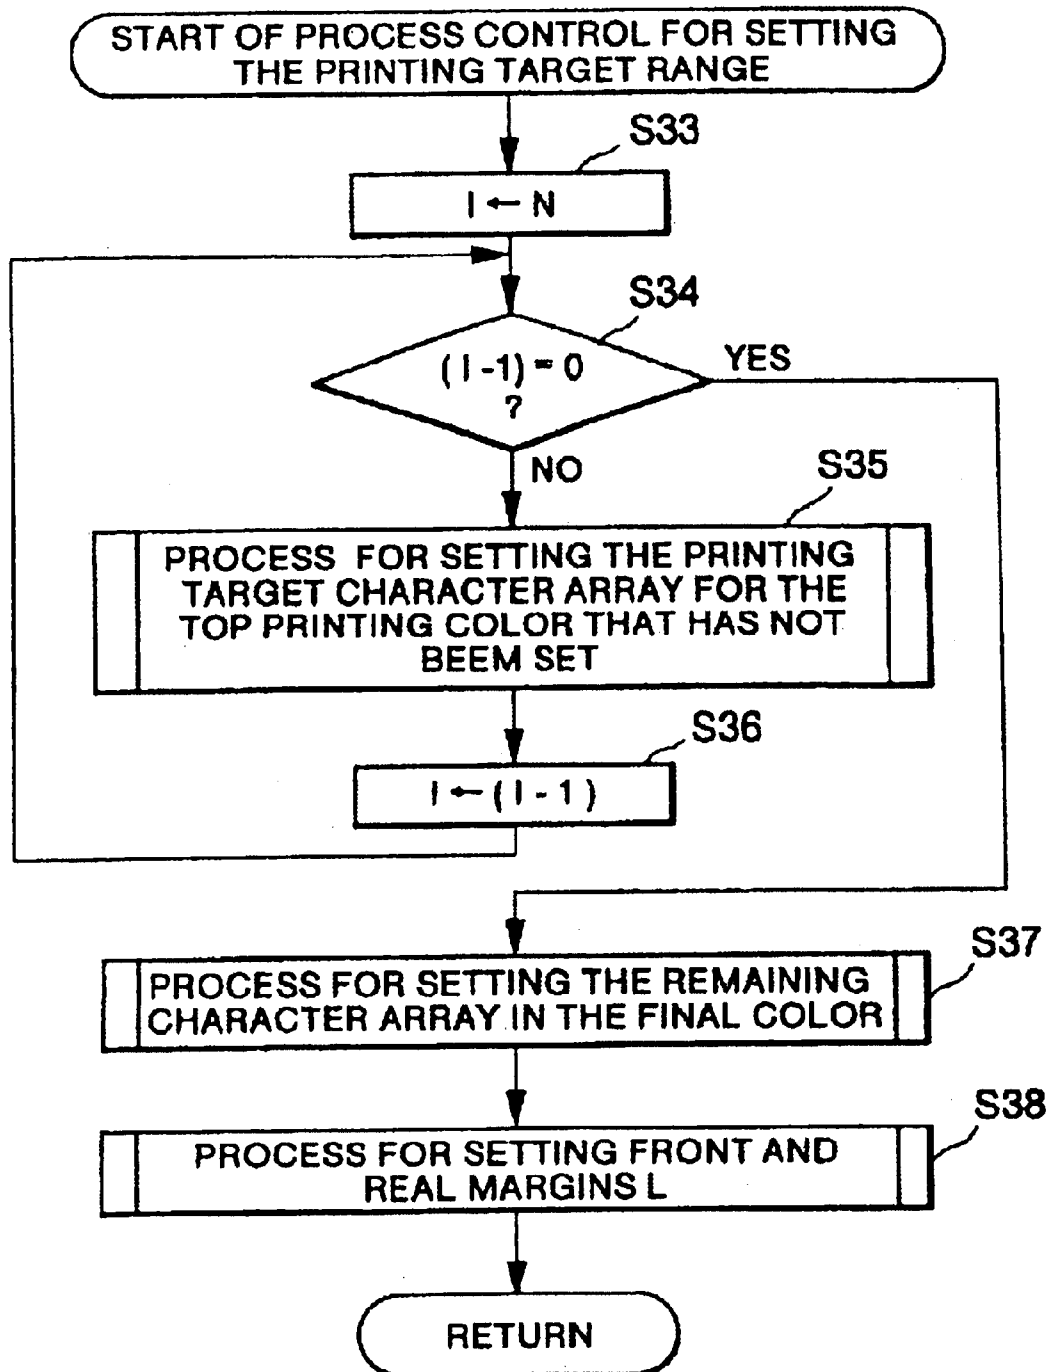 START OF PROCESS CONTROL FOR SETTING
THE PRINTING TARGET RANGE
S33
I ← N
S34
(I-1) = 0
?
YES
NO
S35
PROCESS FOR SETTING THE PRINTING
TARGET CHARACTER ARRAY FOR THE
TOP PRINTING COLOR THAT HAS NOT
BEEM SET
S36
I ← (I - 1)
S37
PROCESS FOR SETTING THE REMAINING
CHARACTER ARRAY IN THE FINAL COLOR
S38
PROCESS FOR SETTING FRONT AND
REAL MARGINS L
RETURN